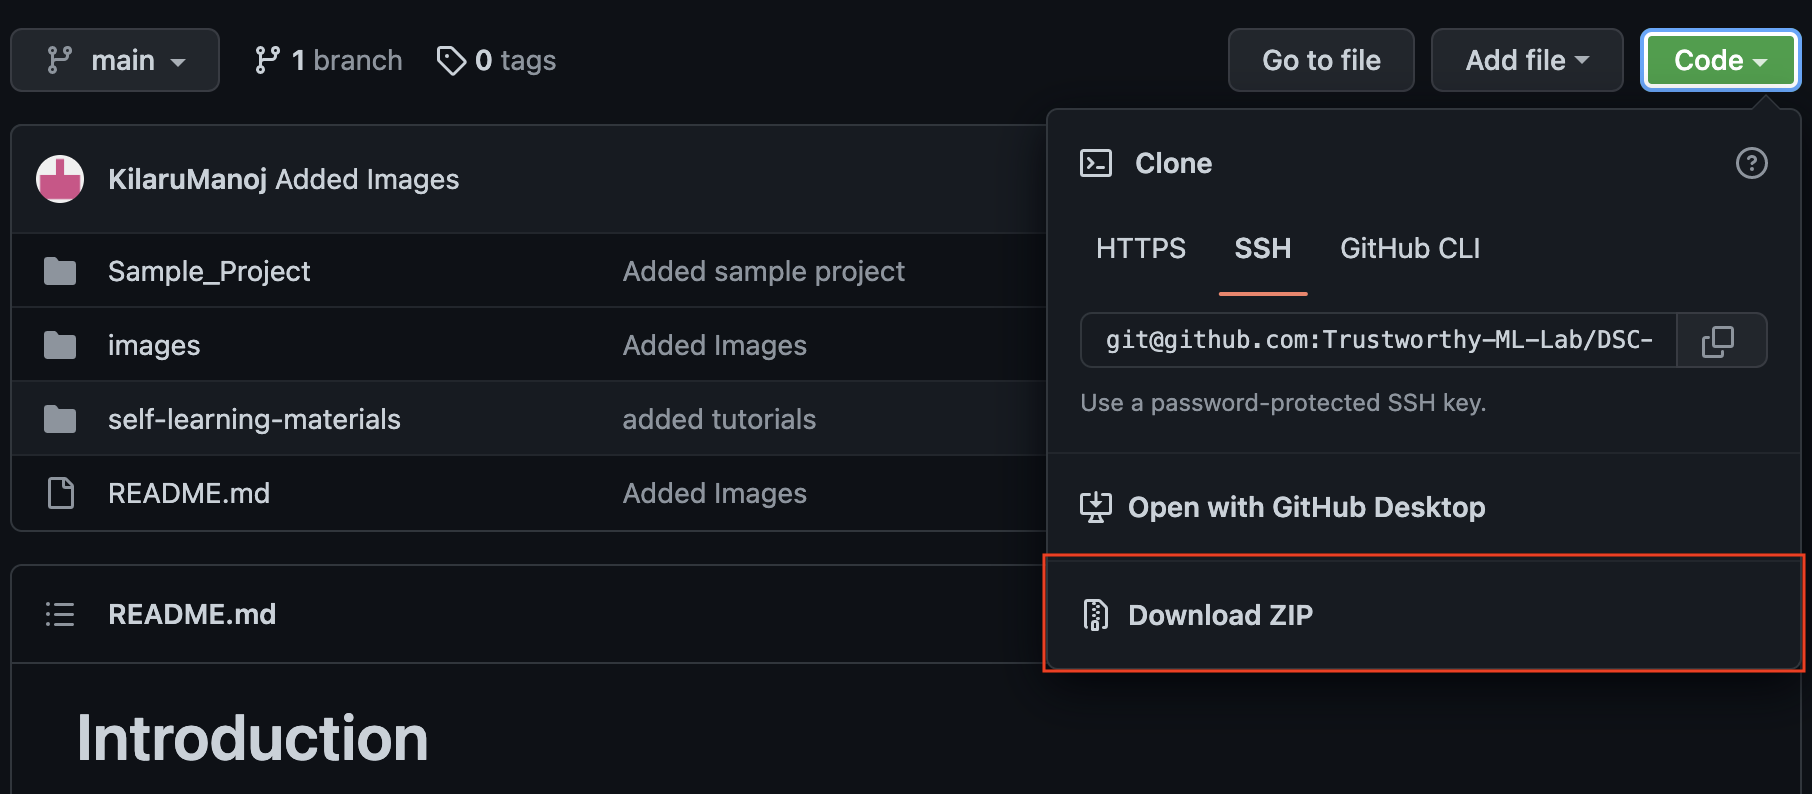 main
1 branch
0 tags
Go to file
Add file
Code
KilaruManoj Added Images
Sample_Project Added sample project
images Added Images
self-learning-materials added tutorials
README.md Added Images
Clone
HTTPS SSH GitHub CLI
git@github.com:Trustworthy-ML-Lab/DSC-
Use a password-protected SSH key.
Open with GitHub Desktop
Download ZIP
README.md
Introduction